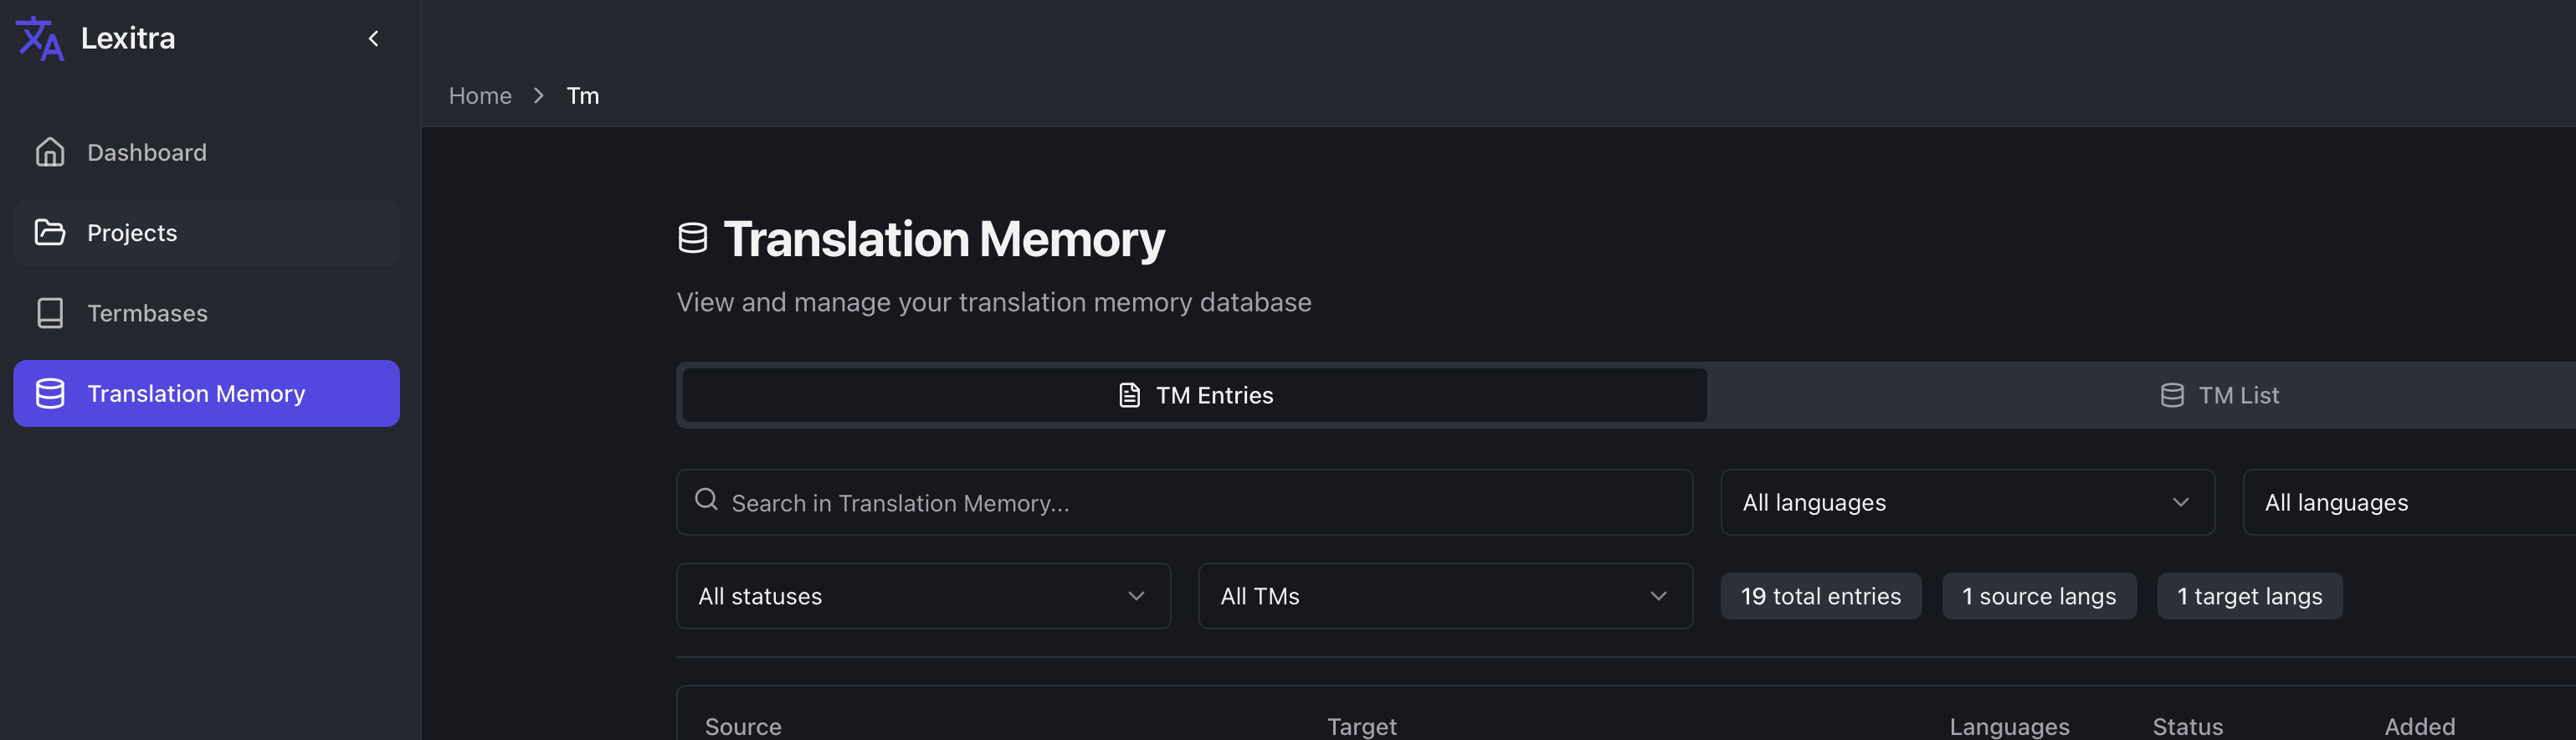 Lexitra
Home > Tm
Dashboard
Projects
Termbases
Translation Memory
Translation Memory
View and manage your translation memory database
TM Entries
TM List
Search in Translation Memory...
All languages
All languages
All statuses
All TMs
19 total entries
1 source langs
1 target langs
Source
Target
Languages
Status
Added